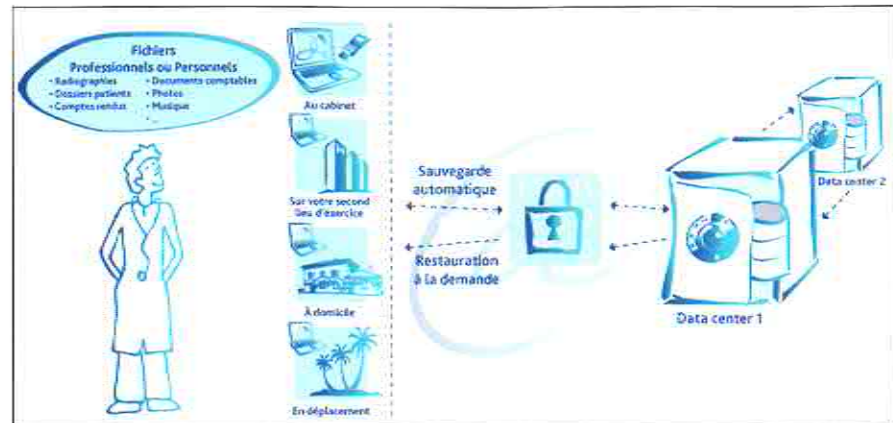 Fichiers
Professionnels ou Personnels
• Radiographies
• Dossiers patients
• Comptes rendus
• Documents comptables
• Photos
• Musique
• ...
Au cabinet
Sur votre second
lieu d'exercice
À domicile
En déplacement
Sauvegarde
automatique
Restauration
à la demande
Data center 1
Data center 2